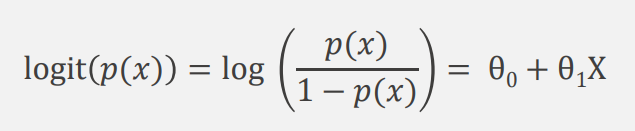 logit(p(x)) = log (p(x) / 1 − p(x)) = θ₀ + θ₁X